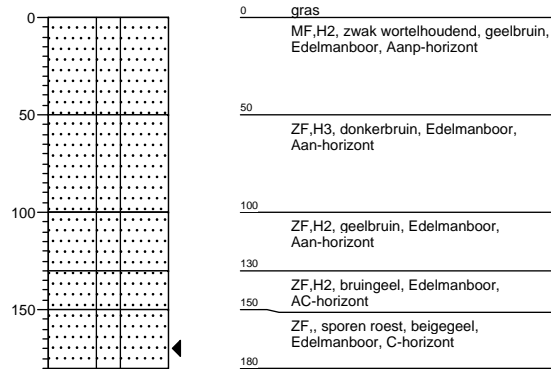 0
50
100
150
0
gras
MF,H2, zwak wortelhoudend, geelbruin,
Edelmanboor, Aanp-horizont
50
ZF,H3, donkerbruin, Edelmanboor,
Aan-horizont
100
ZF,H2, geelbruin, Edelmanboor,
Aan-horizont
130
ZF,H2, bruingeel, Edelmanboor,
AC-horizont
150
ZF,, sporen roest, beigegeel,
Edelmanboor, C-horizont
180